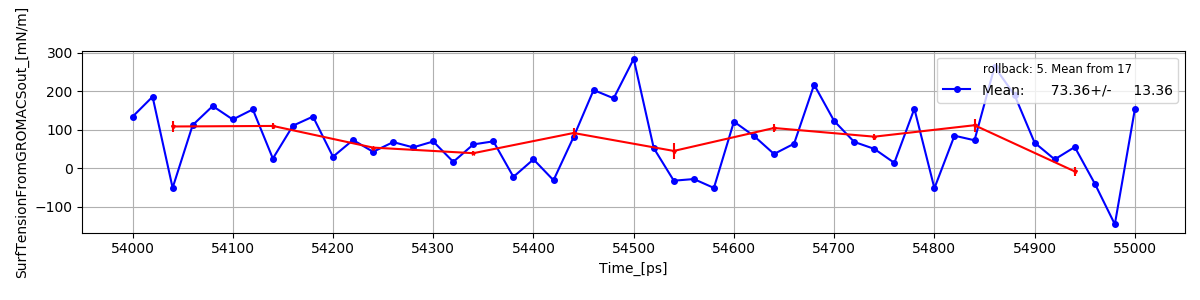 SurfTensionFromGROMACSout_[mN/m]
300
200
100
0
−100
rollback: 5. Mean from 17
Mean: 73.36+/- 13.36
54000 54100 54200 54300 54400 54500 54600 54700 54800 54900 55000
Time_[ps]